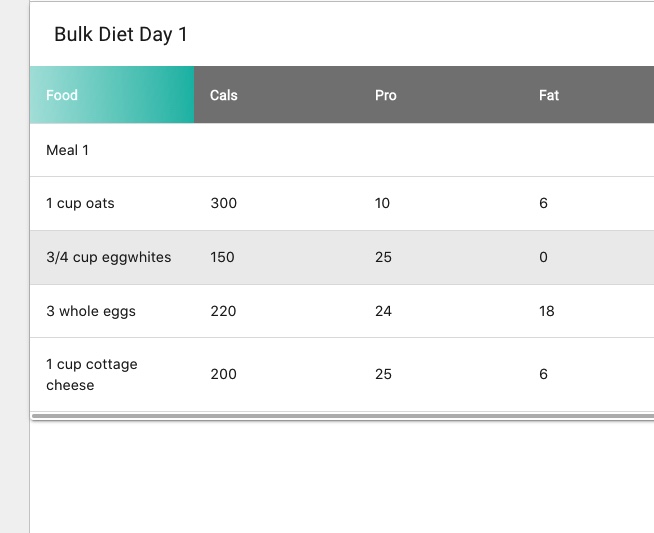 Bulk Diet Day 1
Food Cals Pro Fat
Meal 1
1 cup oats 300 10 6
3/4 cup eggwhites 150 25 0
3 whole eggs 220 24 18
1 cup cottage
cheese 200 25 6